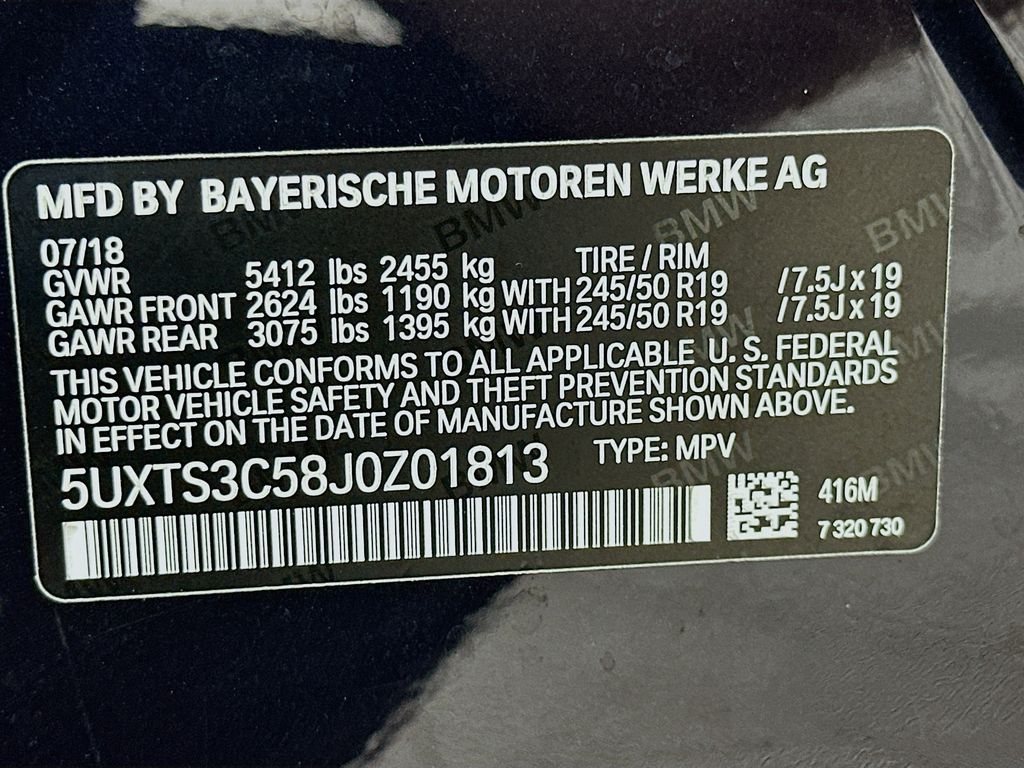 MFD BY BAYERISCHE MOTOREN WERKE AG
07/18 TIRE / RIM
GVWR 5412 lbs 2455 kg
GAWR FRONT 2624 lbs 1190 kg WITH 245/50 R19 /7.5J x 19
GAWR REAR 3075 lbs 1395 kg WITH 245/50 R19 /7.5J x 19
THIS VEHICLE CONFORMS TO ALL APPLICABLE U. S. FEDERAL
MOTOR VEHICLE SAFETY AND THEFT PREVENTION STANDARDS
IN EFFECT ON THE DATE OF MANUFACTURE SHOWN ABOVE.
5UXTS3C58J0Z01813 TYPE: MPV
416M
7 320 730